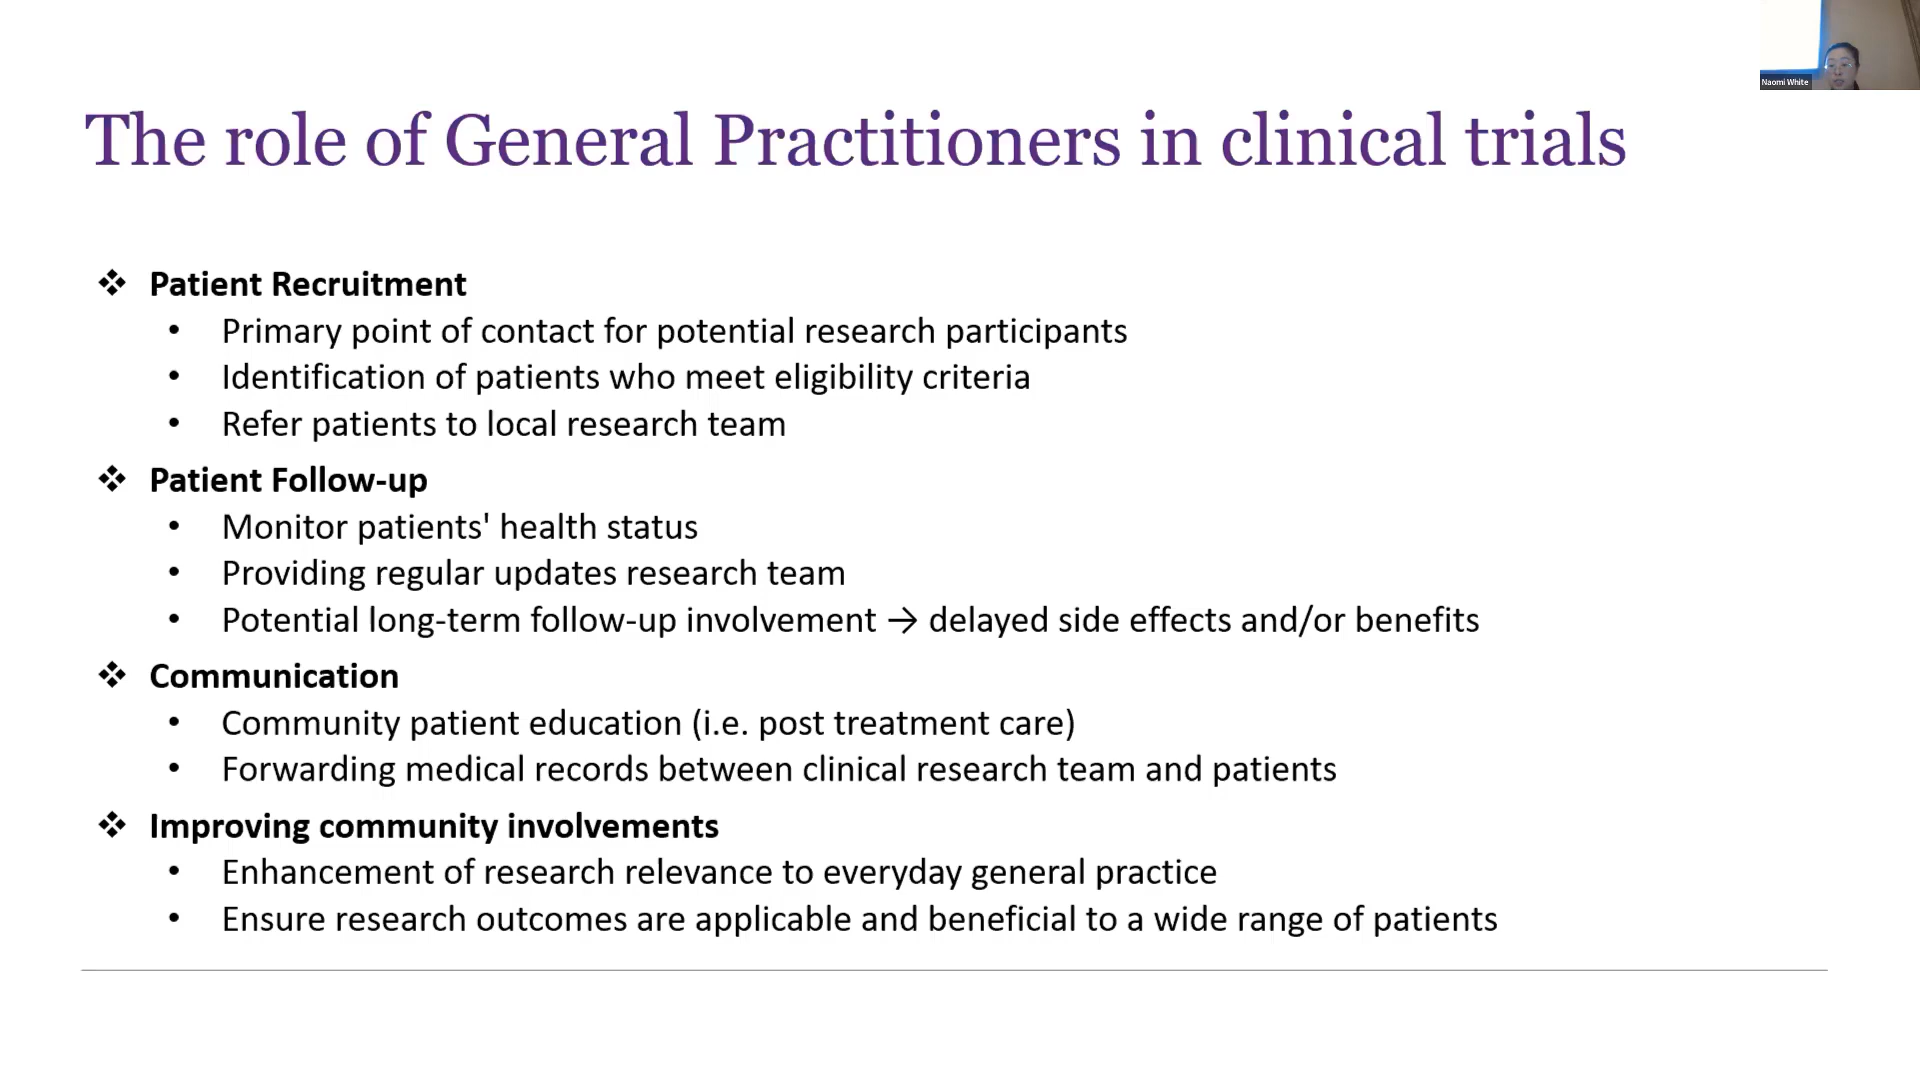 Naomi White
The role of General Practitioners in clinical trials
❖ Patient Recruitment
• Primary point of contact for potential research participants
• Identification of patients who meet eligibility criteria
• Refer patients to local research team
❖ Patient Follow-up
• Monitor patients' health status
• Providing regular updates research team
• Potential long-term follow-up involvement → delayed side effects and/or benefits
❖ Communication
• Community patient education (i.e. post treatment care)
• Forwarding medical records between clinical research team and patients
❖ Improving community involvements
• Enhancement of research relevance to everyday general practice
• Ensure research outcomes are applicable and beneficial to a wide range of patients